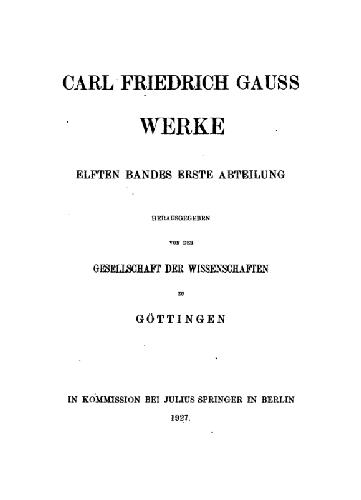 CARL FRIEDRICH GAUSS
WERKE
ELFTEN BANDES ERSTE ABTEILUNG
HERAUSGEGEBEN
VON DER
GESELLSCHAFT DER WISSENSCHAFTEN
ZU
GÖTTINGEN
IN KOMMISSION BEI JULIUS SPRINGER IN BERLIN
1927.